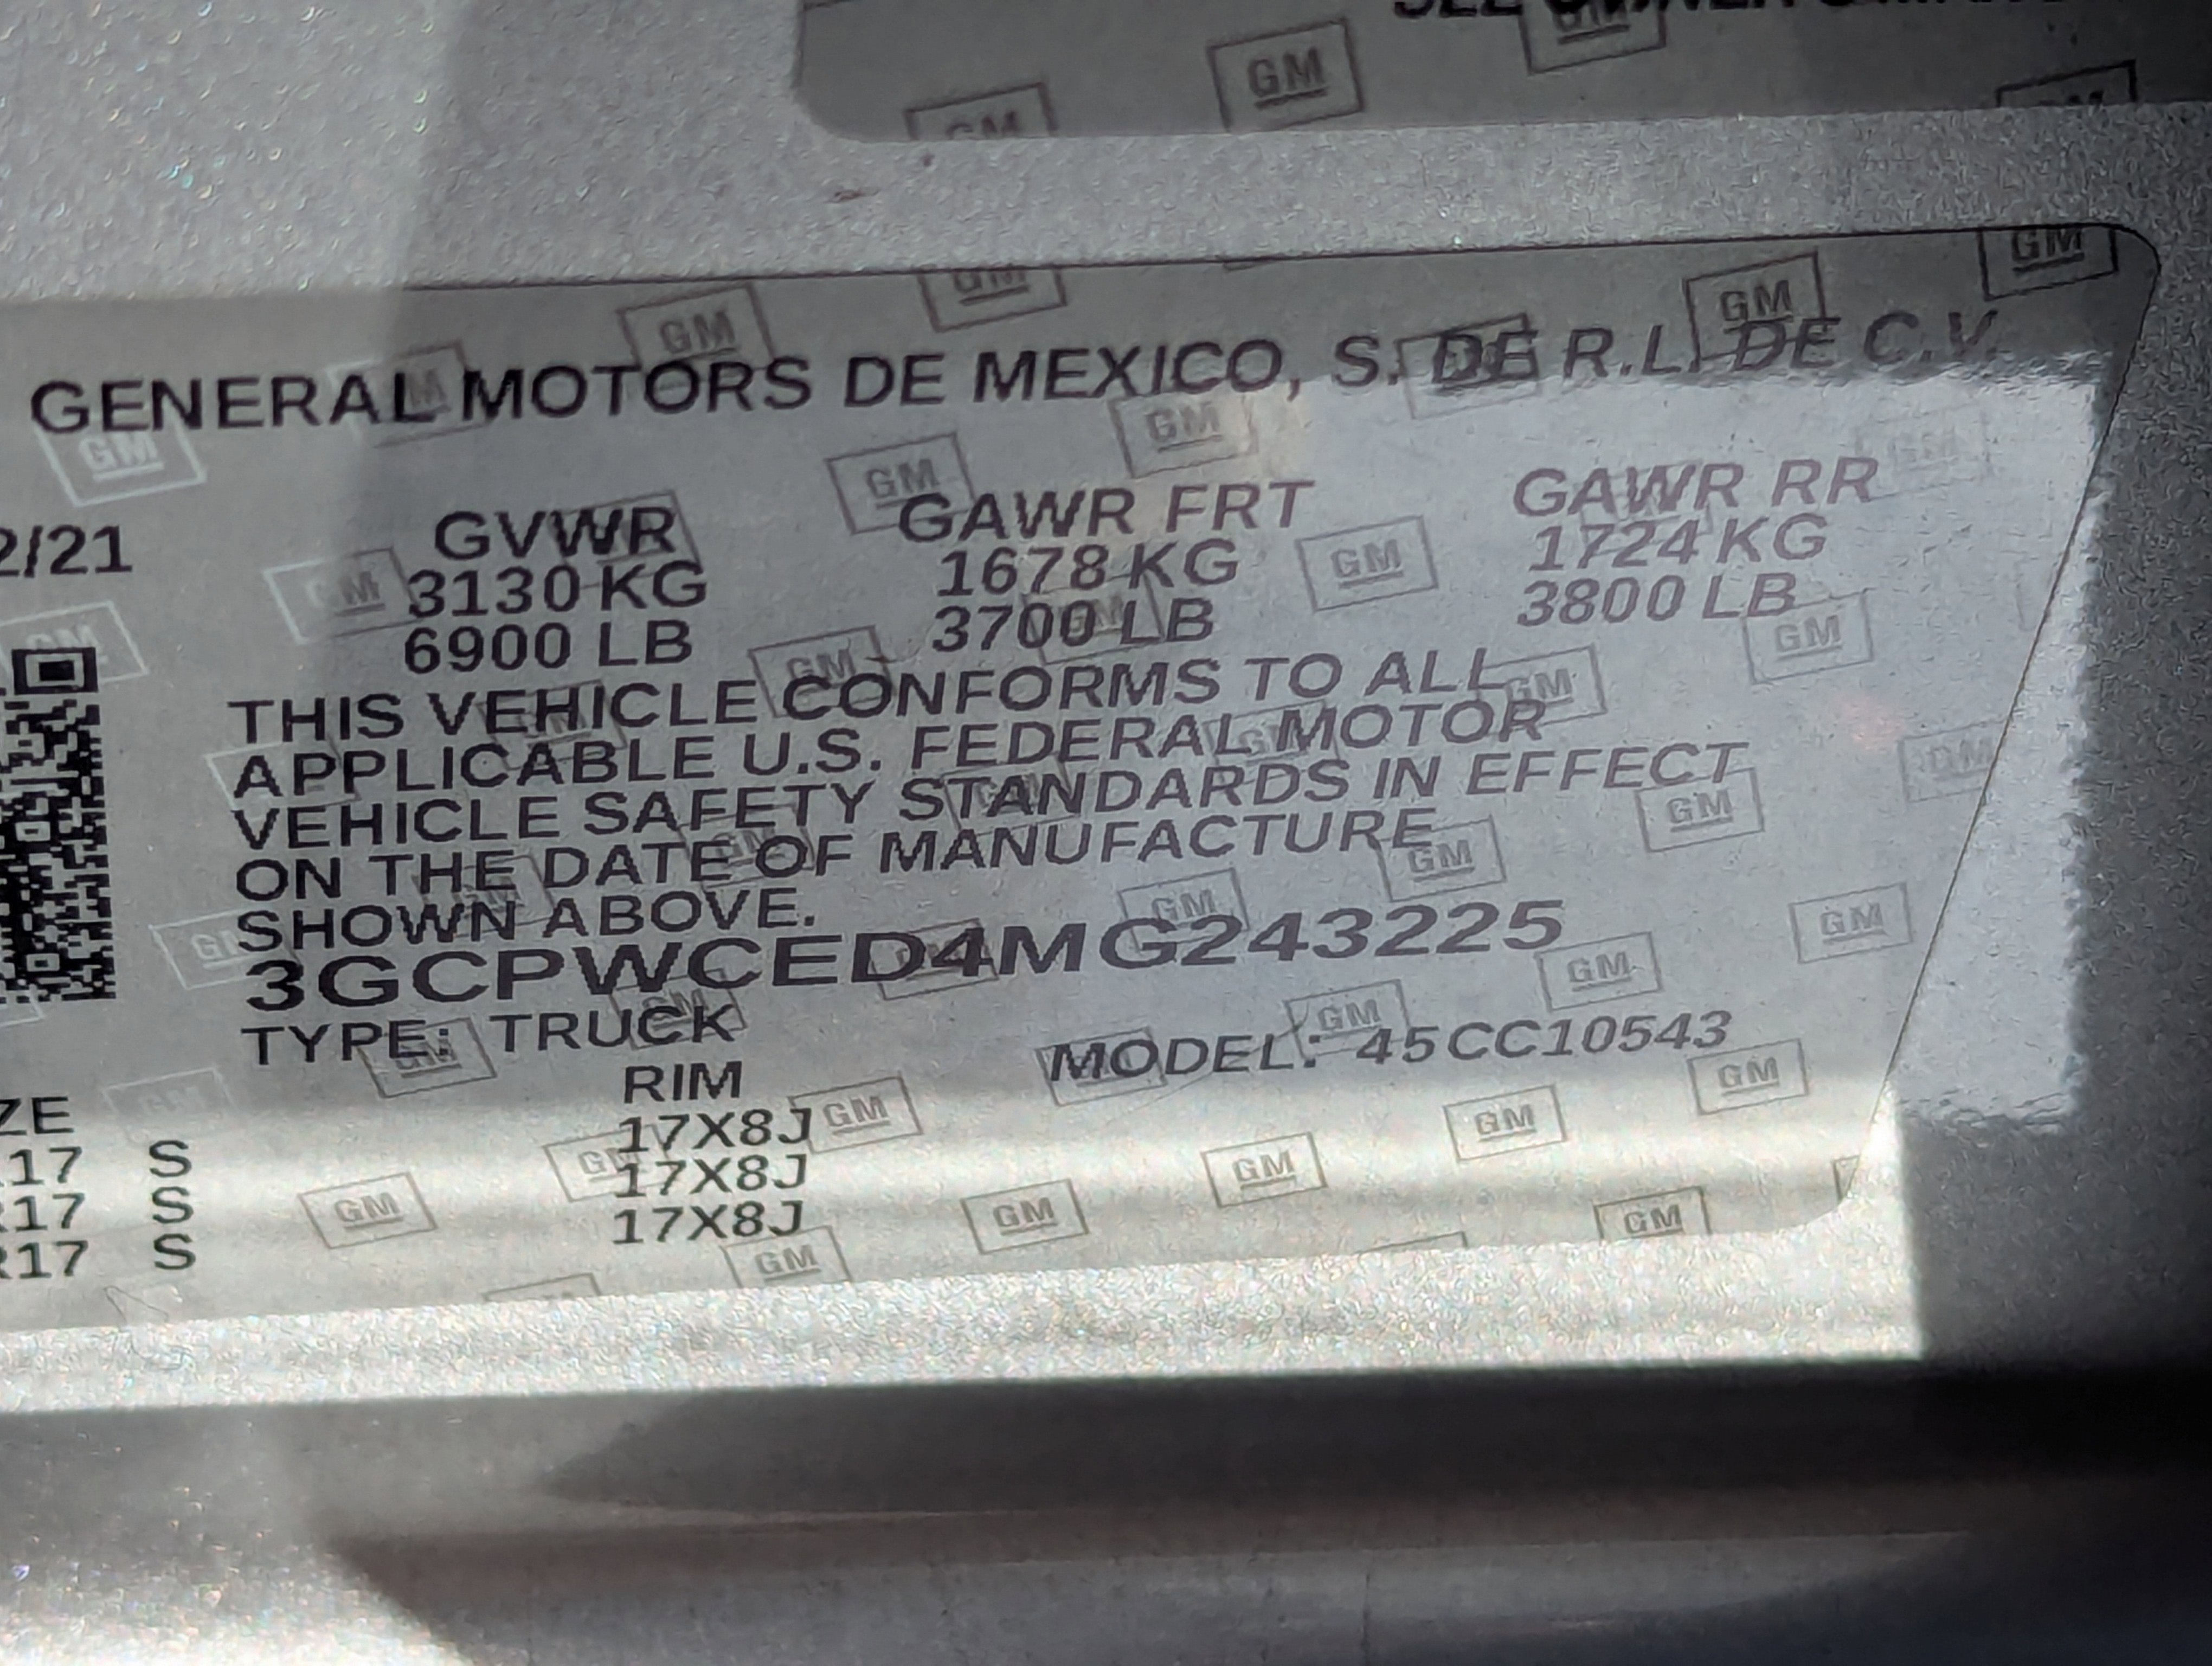 GM GM
GENERAL MOTORS DE MEXICO, S. DE R.L. DE C.V.
2/21 GVWR GAWR FRT GAWR RR
3130 KG 1678 KG 1724 KG
6900 LB 3700 LB 3800 LB
THIS VEHICLE CONFORMS TO ALL
APPLICABLE U.S. FEDERAL MOTOR
VEHICLE SAFETY STANDARDS IN EFFECT
ON THE DATE OF MANUFACTURE
SHOWN ABOVE.
3GCPWCED4MG243225
TYPE: TRUCK MODEL: 45CC10543
ZE RIM
17 S 17X8J
R17 S 17X8J
R17 S 17X8J